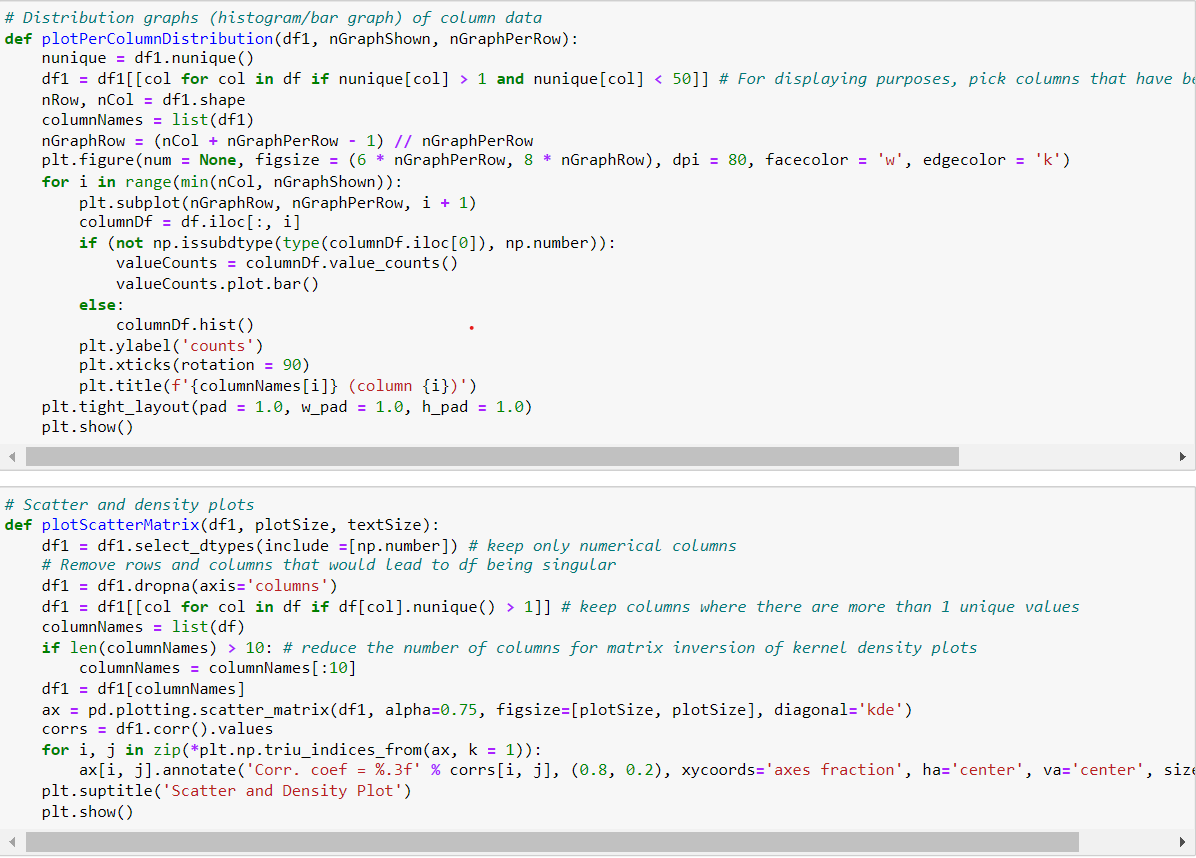 # Distribution graphs (histogram/bar graph) of column data
def plotPerColumnDistribution(df1, nGraphShown, nGraphPerRow):
    nunique = df1.nunique()
    df1 = df1[[col for col in df if nunique[col] > 1 and nunique[col] < 50]] # For displaying purposes, pick columns that have
    nRow, nCol = df1.shape
    columnNames = list(df1)
    nGraphRow = (nCol + nGraphPerRow - 1) // nGraphPerRow
    plt.figure(num = None, figsize = (6 * nGraphPerRow, 8 * nGraphRow), dpi = 80, facecolor = 'w', edgecolor = 'k')
    for i in range(min(nCol, nGraphShown)):
        plt.subplot(nGraphRow, nGraphPerRow, i + 1)
        columnDf = df.iloc[:, i]
        if (not np.issubdtype(type(columnDf.iloc[0]), np.number)):
            valueCounts = columnDf.value_counts()
            valueCounts.plot.bar()
        else:
            columnDf.hist()
        plt.ylabel('counts')
        plt.xticks(rotation = 90)
        plt.title(f'{columnNames[i]} (column {i})')
    plt.tight_layout(pad = 1.0, w_pad = 1.0, h_pad = 1.0)
    plt.show()
# Scatter and density plots
def plotScatterMatrix(df1, plotSize, textSize):
    df1 = df1.select_dtypes(include =[np.number]) # keep only numerical columns
    # Remove rows and columns that would lead to df being singular
    df1 = df1.dropna(axis='columns')
    df1 = df1[[col for col in df if df[col].nunique() > 1]] # keep columns where there are more than 1 unique values
    columnNames = list(df)
    if len(columnNames) > 10: # reduce the number of columns for matrix inversion of kernel density plots
        columnNames = columnNames[:10]
    df1 = df1[columnNames]
    ax = pd.plotting.scatter_matrix(df1, alpha=0.75, figsize=[plotSize, plotSize], diagonal='kde')
    corrs = df1.corr().values
    for i, j in zip(*plt.np.triu_indices_from(ax, k = 1)):
        ax[i, j].annotate('Corr. coef = %.3f' % corrs[i, j], (0.8, 0.2), xycoords='axes fraction', ha='center', va='center',
    plt.suptitle('Scatter and Density Plot')
    plt.show()